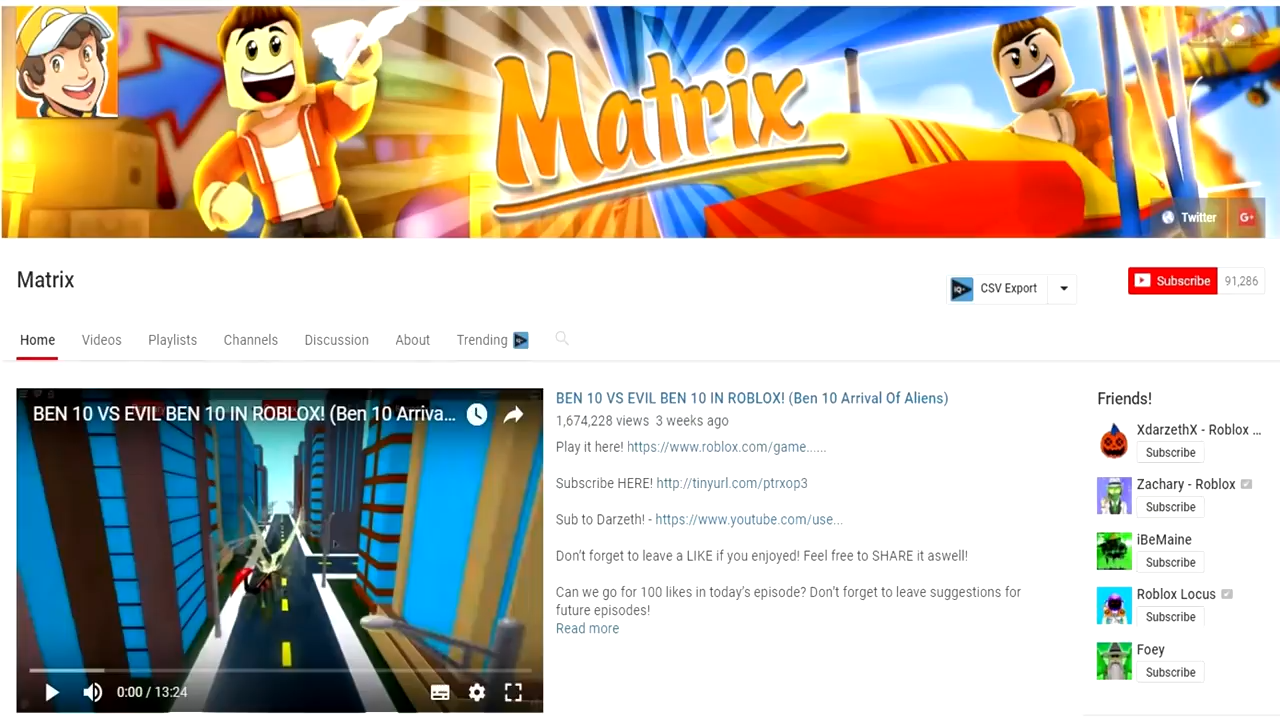 Matrix
Twitter
G+
Matrix
IQ+
CSV Export
Subscribe
91,286
Home
Videos
Playlists
Channels
Discussion
About
Trending
BEN 10 VS EVIL BEN 10 IN ROBLOX! (Ben 10 Arriva...
0:00 / 13:24
BEN 10 VS EVIL BEN 10 IN ROBLOX! (Ben 10 Arrival Of Aliens)
1,674,228 views 3 weeks ago
Play it here! https://www.roblox.com/game......
Subscribe HERE! http://tinyurl.com/ptrxop3
Sub to Darzeth! - https://www.youtube.com/use...
Don't forget to leave a LIKE if you enjoyed! Feel free to SHARE it aswell!
Can we go for 100 likes in today's episode? Don't forget to leave suggestions for
future episodes!
Read more
Friends!
XdarzethX - Roblox ...
Subscribe
Zachary - Roblox
Subscribe
iBeMaine
Subscribe
Roblox Locus
Subscribe
Foey
Subscribe